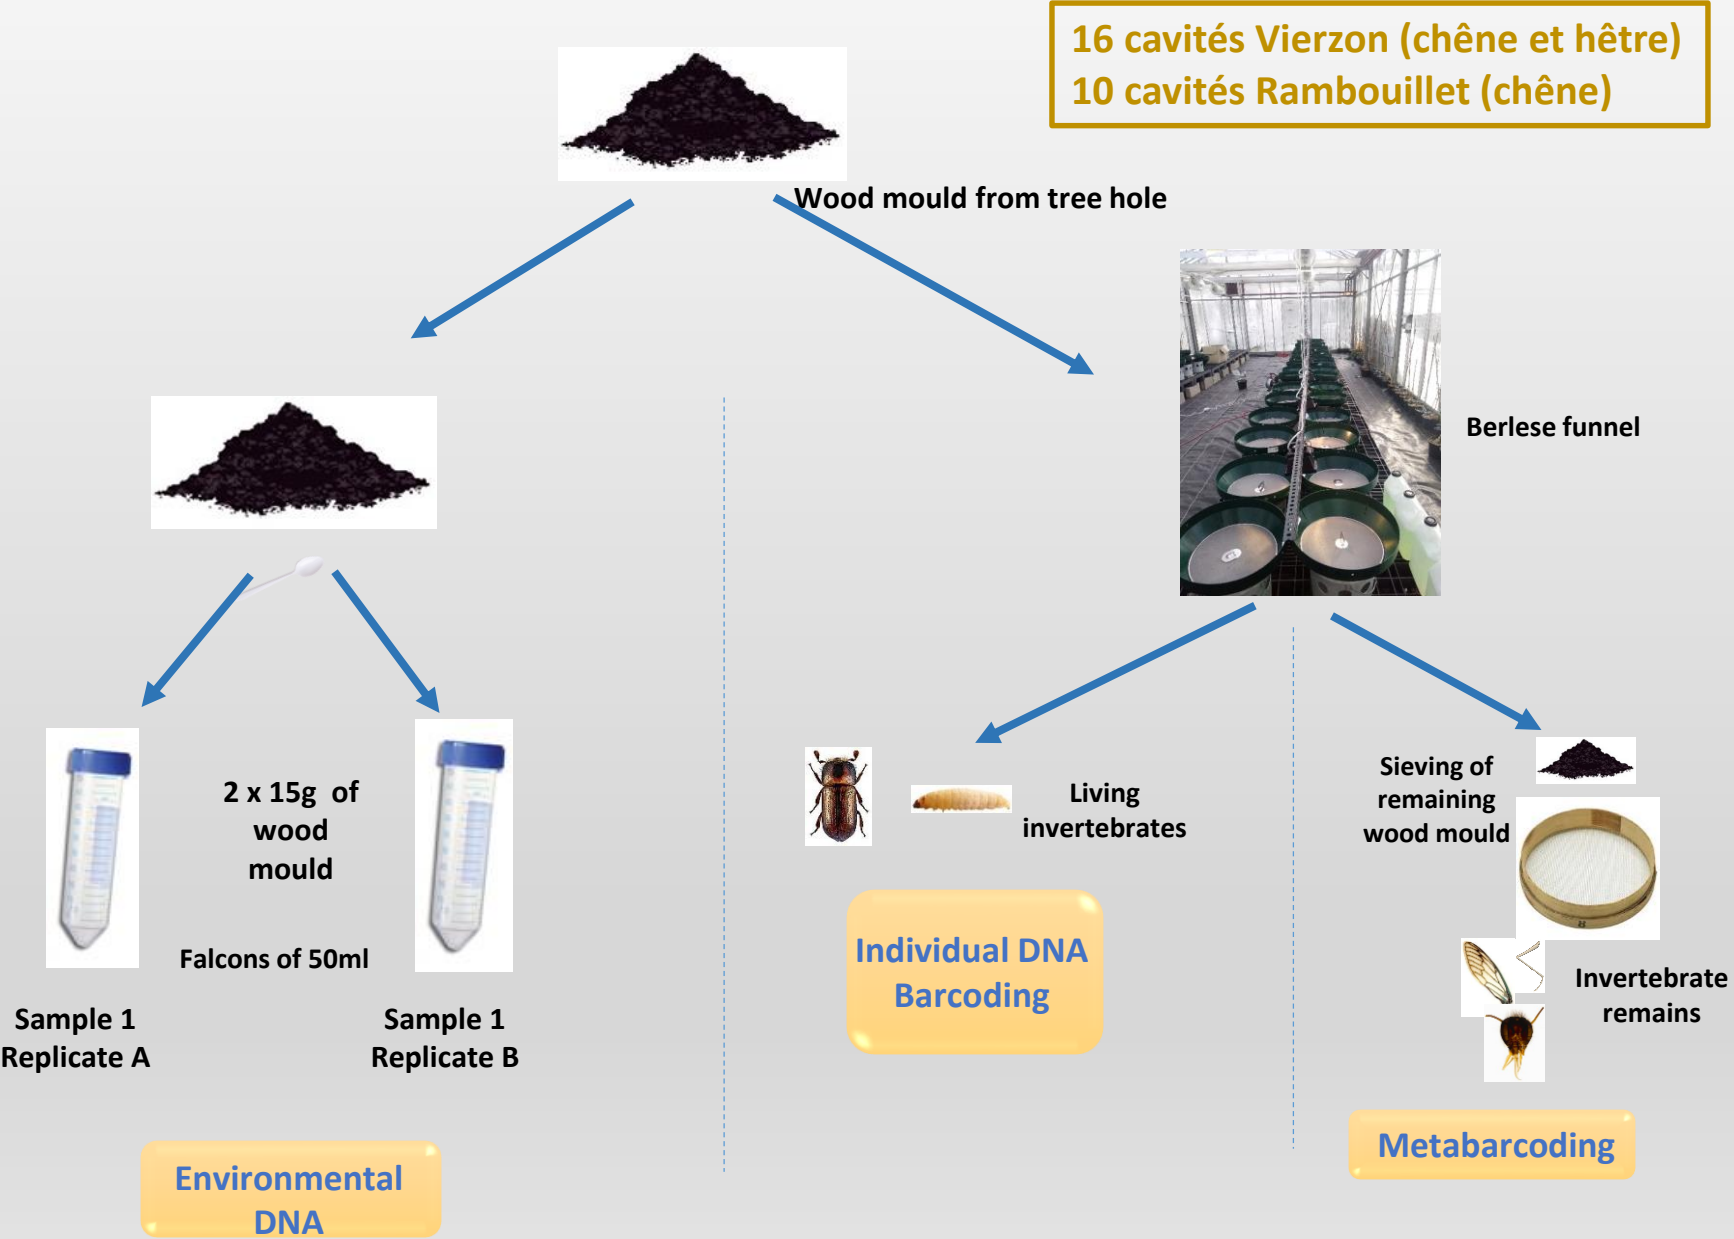 16 cavités Vierzon (chêne et hêtre)
10 cavités Rambouillet (chêne)
Wood mould from tree hole
Berlese funnel
2 x 15g of
wood
mould
Falcons of 50ml
Sample 1
Replicate A
Sample 1
Replicate B
Environmental
DNA
Living
invertebrates
Individual DNA
Barcoding
Sieving of
remaining
wood mould
Invertebrate
remains
Metabarcoding